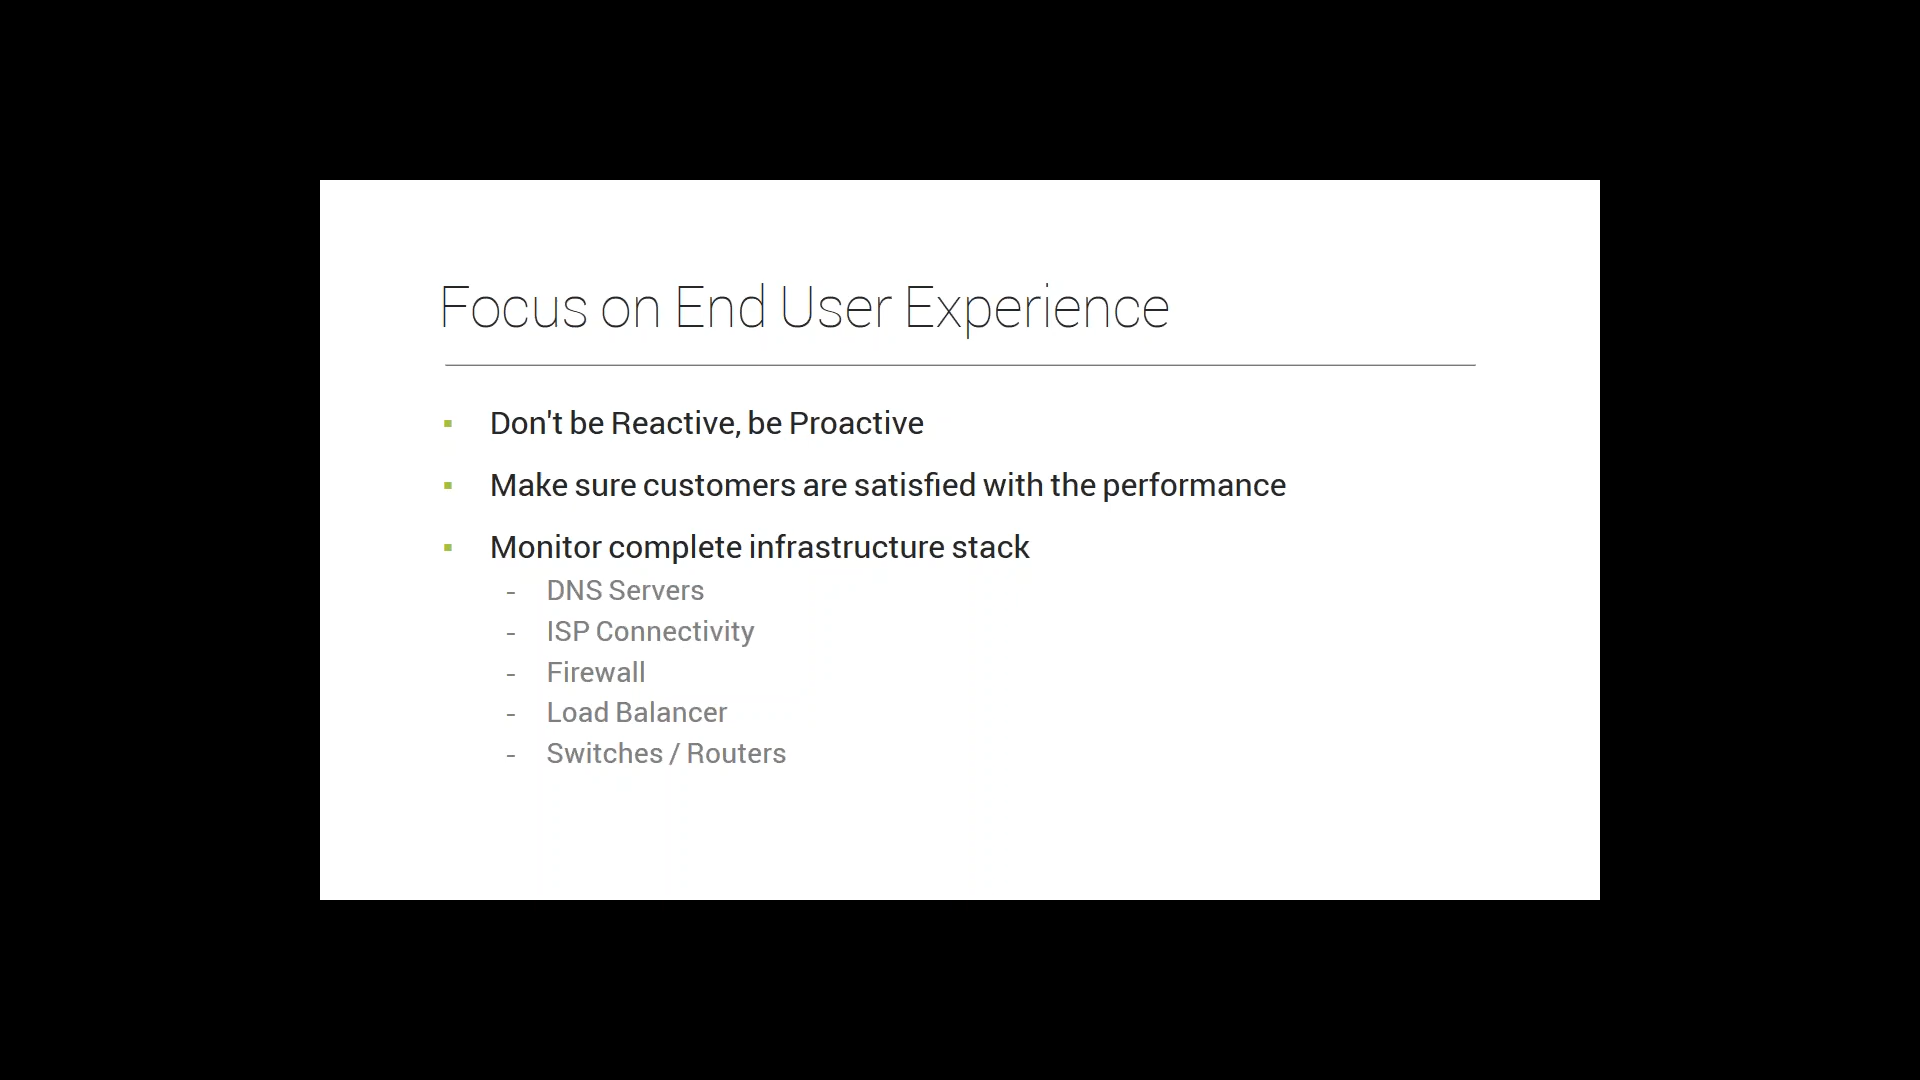 Focus on End User Experience
▪ Don't be Reactive, be Proactive
▪ Make sure customers are satisfied with the performance
▪ Monitor complete infrastructure stack
- DNS Servers
- ISP Connectivity
- Firewall
- Load Balancer
- Switches / Routers